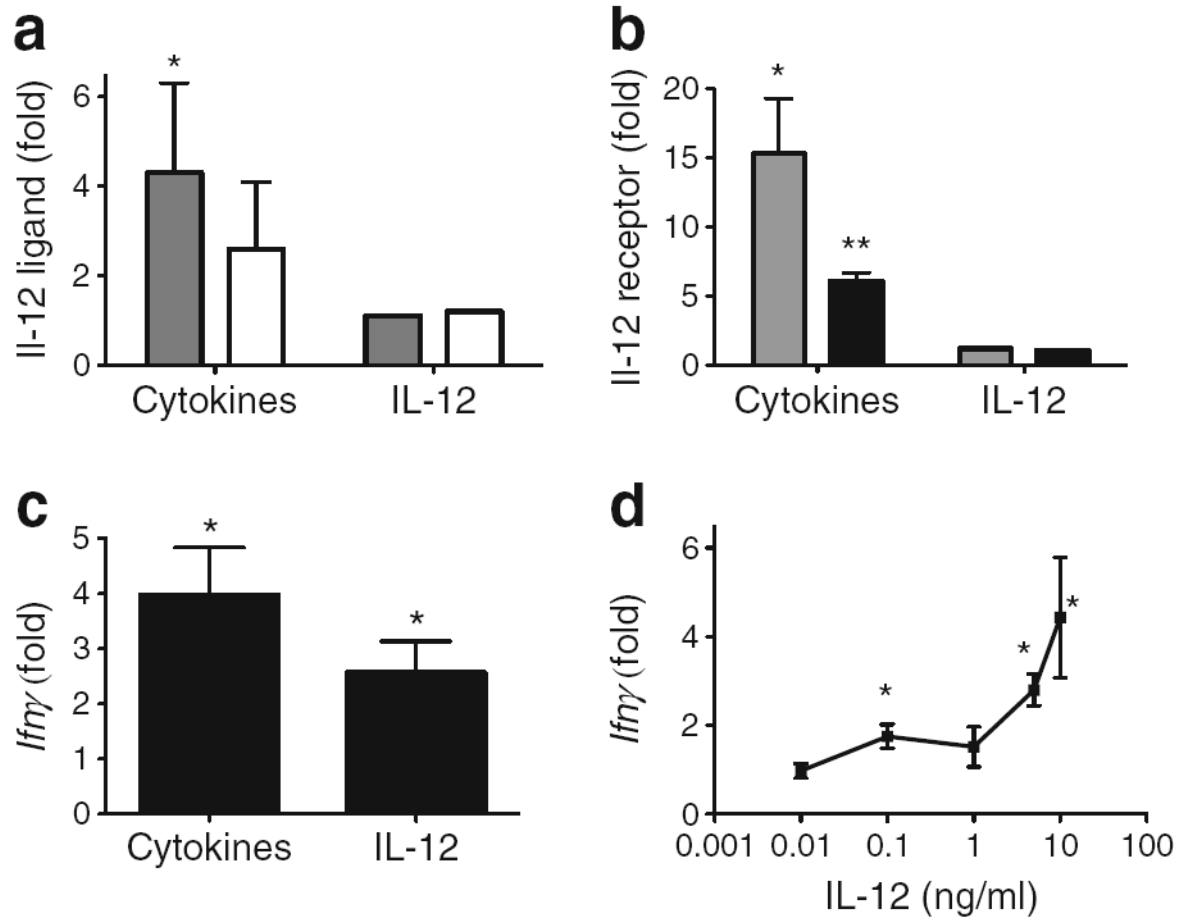 a
Il-12 ligand (fold)
6
4
2
0
*
Cytokines
IL-12
b
Il-12 receptor (fold)
20
15
10
5
0
*
**
Cytokines
IL-12
c
Ifnγ (fold)
5
4
3
2
1
0
*
*
Cytokines
IL-12
d
Ifnγ (fold)
6
4
2
0
*
*
*
0.001 0.01 0.1 1 10 100
IL-12 (ng/ml)